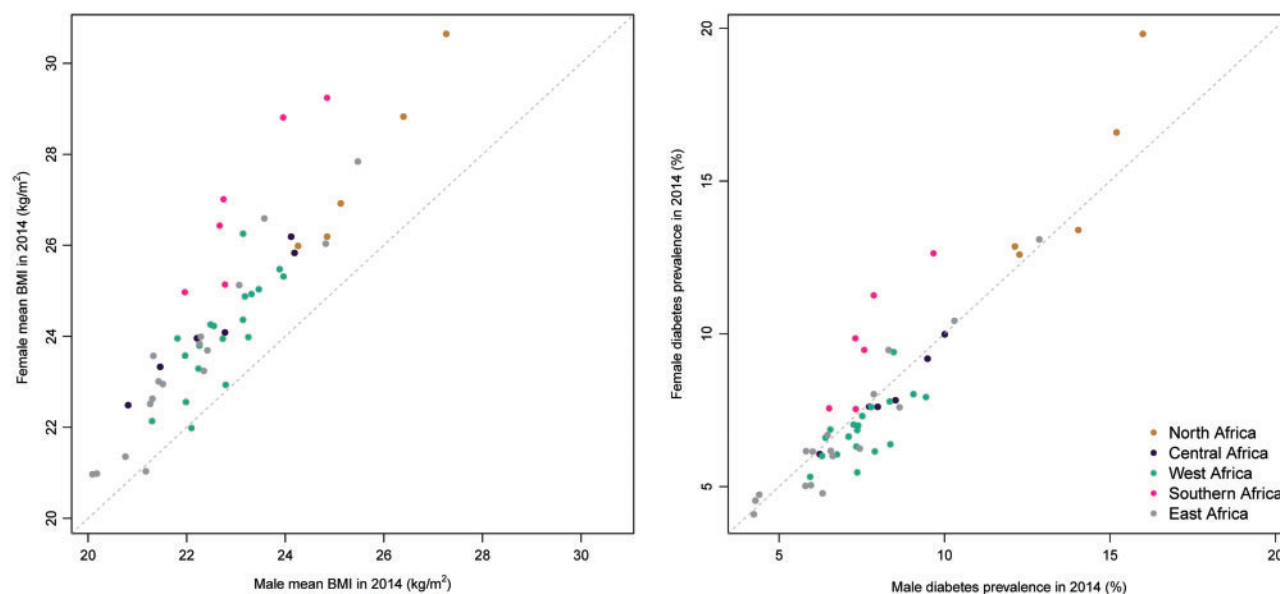 Female mean BMI in 2014 (kg/m²)
30
28
26
24
22
20
20
22
24
26
28
30
Male mean BMI in 2014 (kg/m²)
Female diabetes prevalence in 2014 (%)
20
15
10
5
5
10
15
20
Male diabetes prevalence in 2014 (%)
North Africa
Central Africa
West Africa
Southern Africa
East Africa